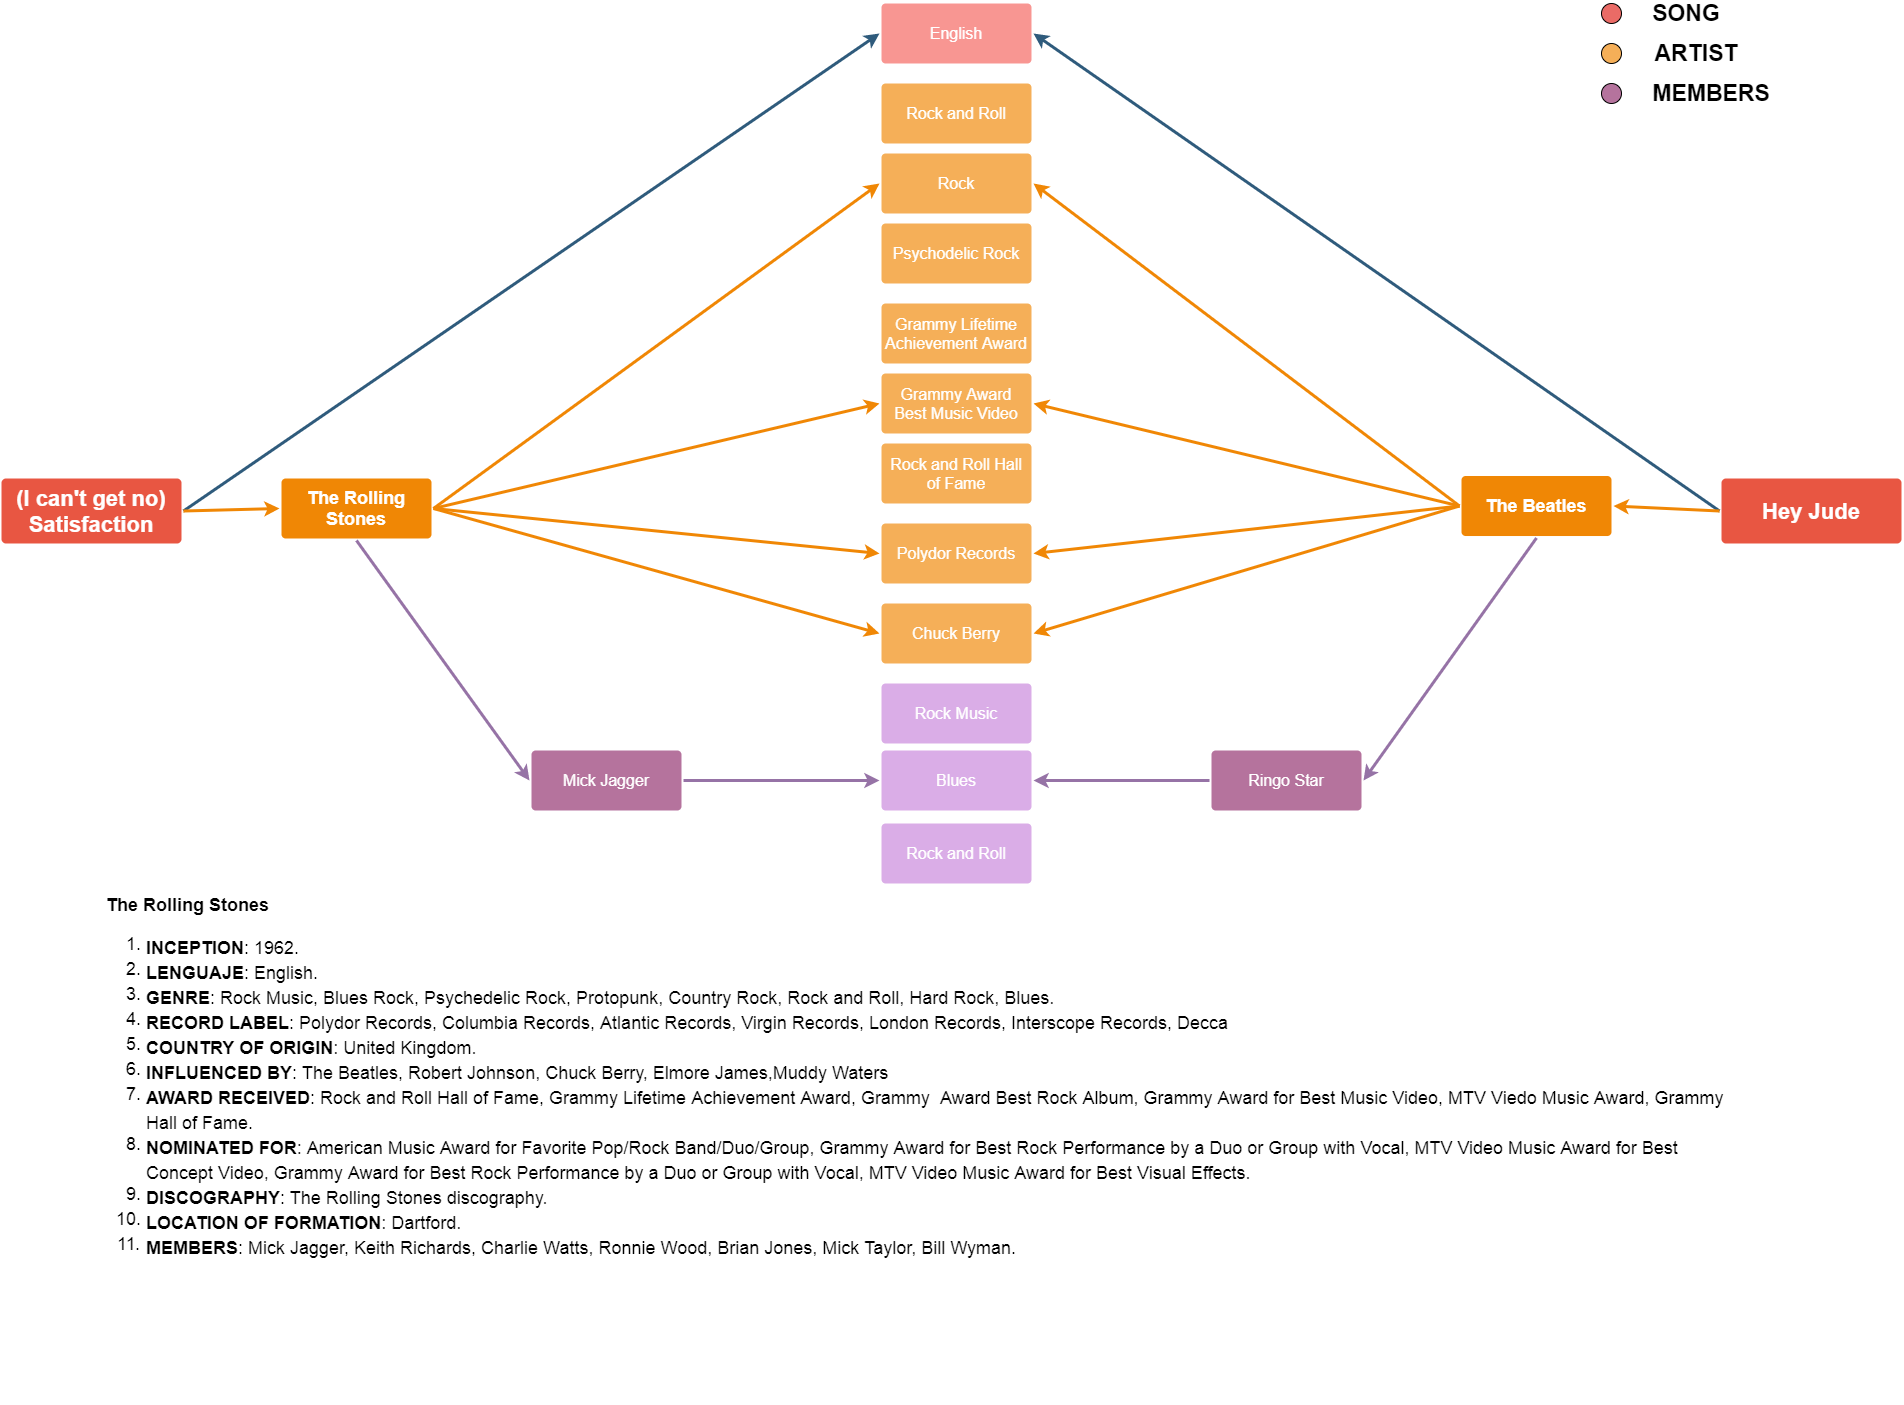 English
SONG
ARTIST
MEMBERS
Rock and Roll
Rock
Psychodelic Rock
Grammy Lifetime
Achievement Award
Grammy Award
Best Music Video
Rock and Roll Hall
of Fame
(I can't get no)
Satisfaction
The Rolling
Stones
The Beatles
Hey Jude
Polydor Records
Chuck Berry
Rock Music
Mick Jagger
Blues
Ringo Star
Rock and Roll
The Rolling Stones
1. INCEPTION: 1962.
2. LENGUAJE: English.
3. GENRE: Rock Music, Blues Rock, Psychedelic Rock, Protopunk, Country Rock, Rock and Roll, Hard Rock, Blues.
4. RECORD LABEL: Polydor Records, Columbia Records, Atlantic Records, Virgin Records, London Records, Interscope Records, Decca
5. COUNTRY OF ORIGIN: United Kingdom.
6. INFLUENCED BY: The Beatles, Robert Johnson, Chuck Berry, Elmore James,Muddy Waters
7. AWARD RECEIVED: Rock and Roll Hall of Fame, Grammy Lifetime Achievement Award, Grammy  Award Best Rock Album, Grammy Award for Best Music Video, MTV Viedo Music Award, Grammy
Hall of Fame.
8. NOMINATED FOR: American Music Award for Favorite Pop/Rock Band/Duo/Group, Grammy Award for Best Rock Performance by a Duo or Group with Vocal, MTV Video Music Award for Best
Concept Video, Grammy Award for Best Rock Performance by a Duo or Group with Vocal, MTV Video Music Award for Best Visual Effects.
9. DISCOGRAPHY: The Rolling Stones discography.
10. LOCATION OF FORMATION: Dartford.
11. MEMBERS: Mick Jagger, Keith Richards, Charlie Watts, Ronnie Wood, Brian Jones, Mick Taylor, Bill Wyman.